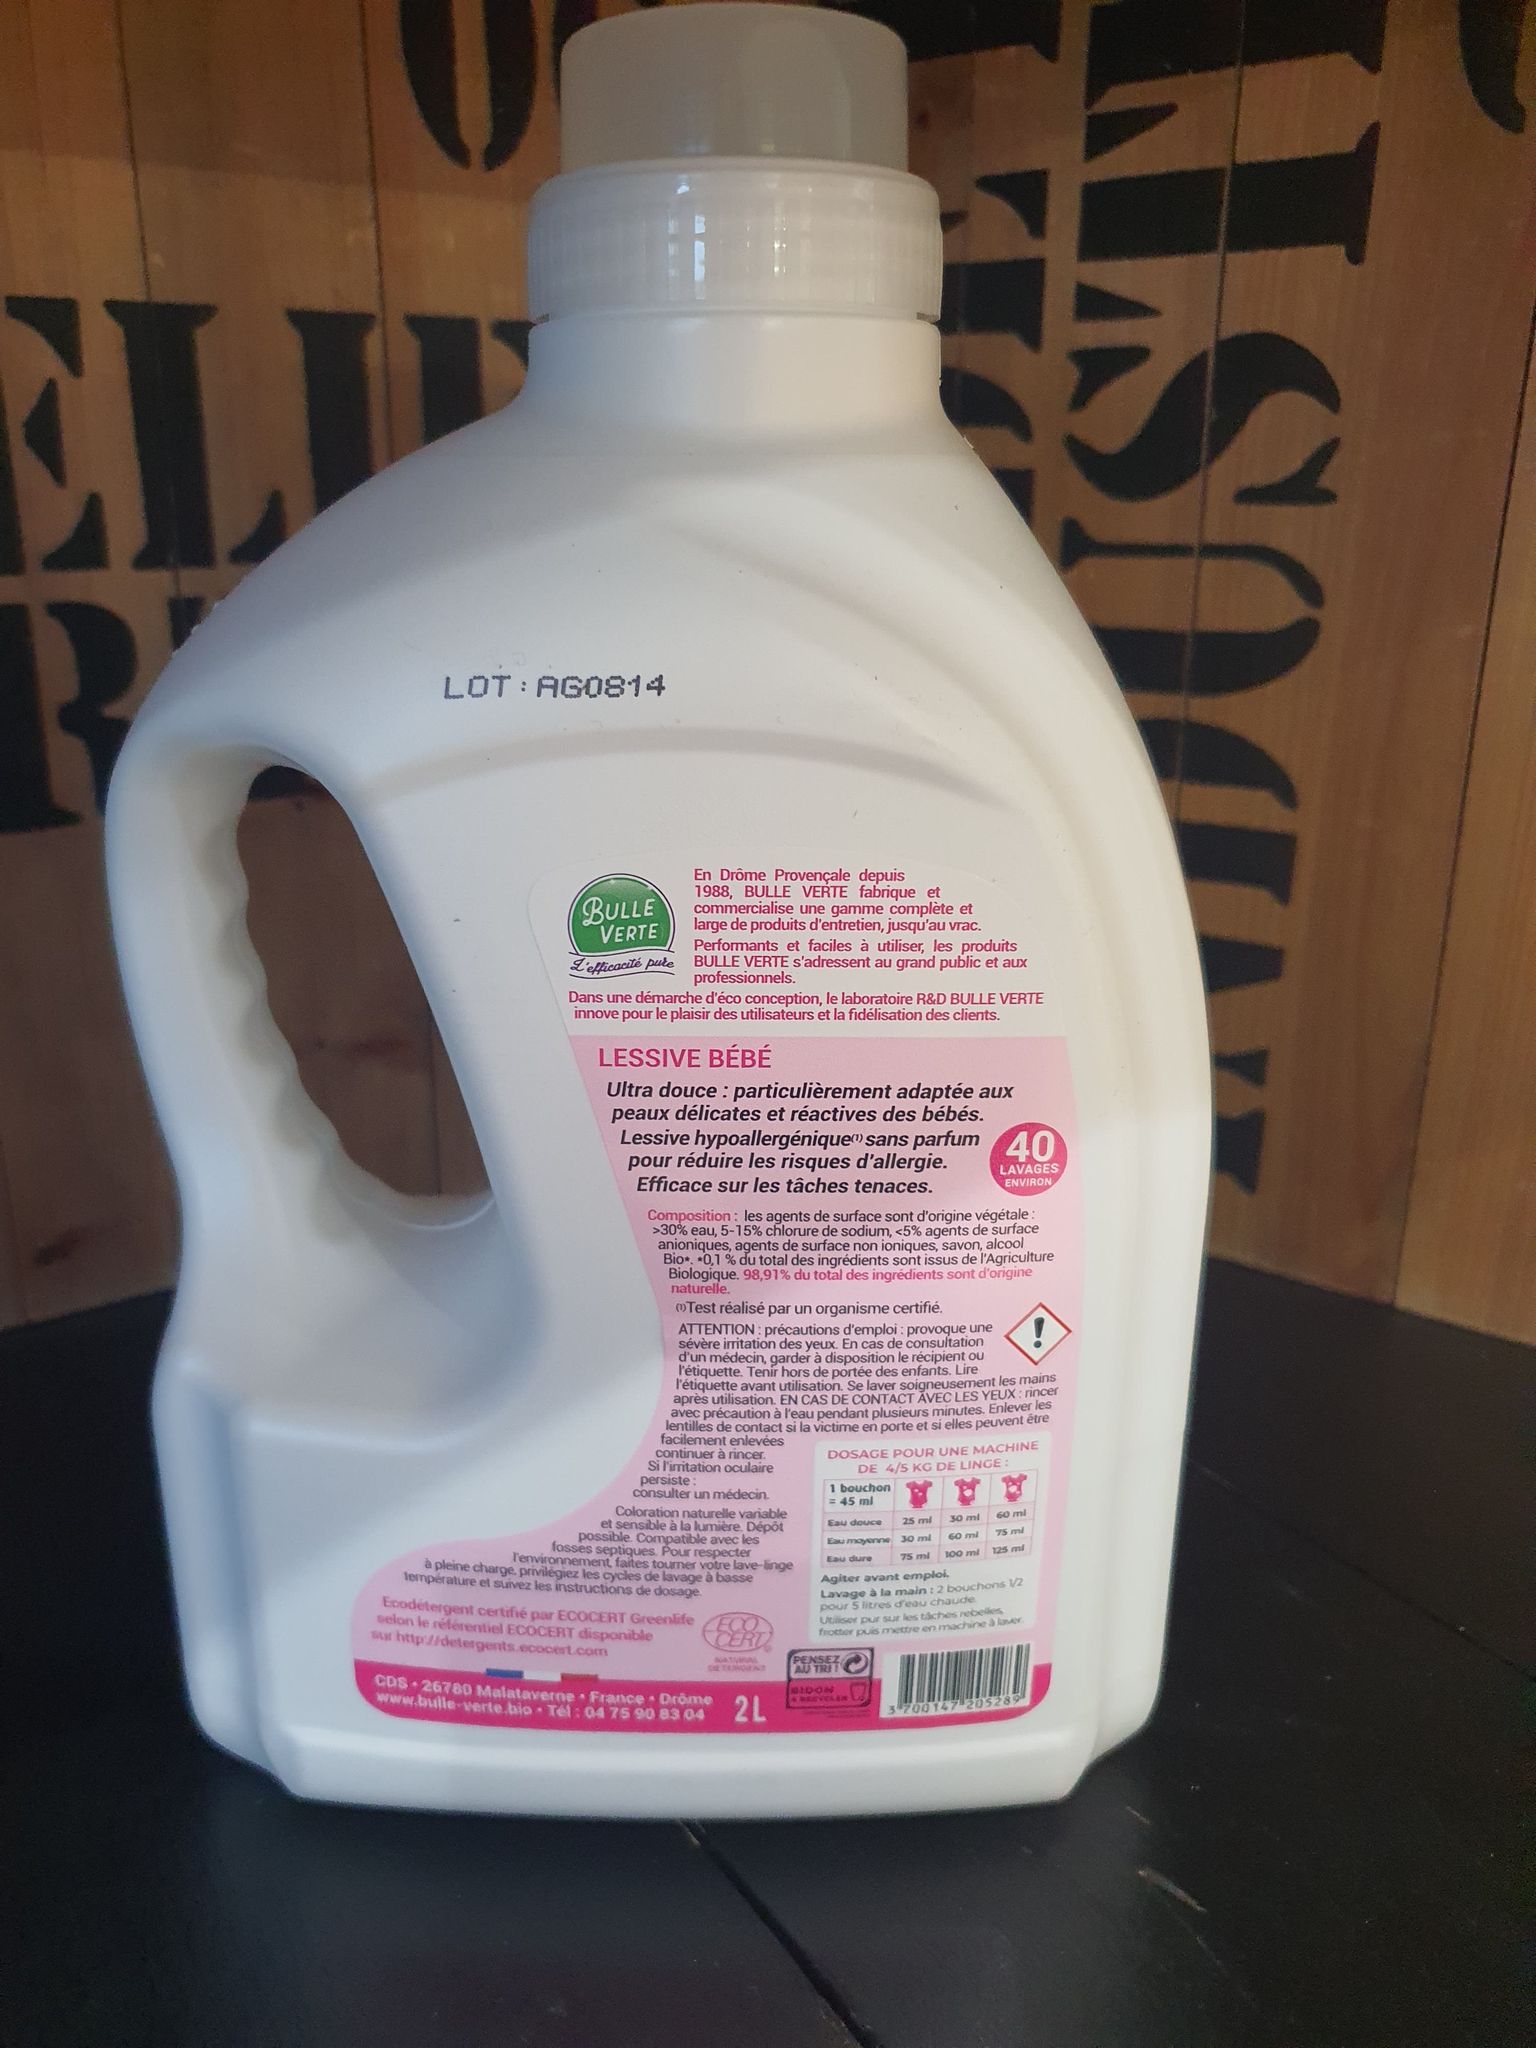 LOT : AG0814
BULLE
VERTE
L'efficacité pure
En Drôme Provençale depuis
1988, BULLE VERTE fabrique et
commercialise une gamme complète et
large de produits d'entretien, jusqu'au vrac.
Performants et faciles à utiliser, les produits
BULLE VERTE s'adressent au grand public et aux
professionnels.
Dans une démarche d'éco conception, le laboratoire R&D BULLE VERTE
innove pour le plaisir des utilisateurs et la fidélisation des clients.
LESSIVE BÉBÉ
Ultra douce : particulièrement adaptée aux
peaux délicates et réactives des bébés.
Lessive hypoallergénique(1) sans parfum
pour réduire les risques d'allergie.
Efficace sur les tâches tenaces.
40
LAVAGES
ENVIRON
Composition : les agents de surface sont d'origine végétale :
>30% eau, 5-15% chlorure de sodium, <5% agents de surface
anioniques, agents de surface non ioniques, savon, alcool
Bio*. *0,1 % du total des ingrédients sont issus de l'Agriculture
Biologique. 98,91% du total des ingrédients sont d'origine
naturelle.
(1)Test réalisé par un organisme certifié.
ATTENTION : précautions d'emploi : provoque une
sévère irritation des yeux. En cas de consultation
d'un médecin, garder à disposition le récipient ou
l'étiquette. Tenir hors de portée des enfants. Lire
l'étiquette avant utilisation. Se laver soigneusement les mains
après utilisation. EN CAS DE CONTACT AVEC LES YEUX : rincer
avec précaution à l'eau pendant plusieurs minutes. Enlever les
lentilles de contact si la victime en porte et si elles peuvent être
facilement enlevées
continuer à rincer.
Si l'irritation oculaire
persiste :
consulter un médecin.
Coloration naturelle variable
et sensible à la lumière. Dépôt
possible. Compatible avec les
fosses septiques. Pour respecter
l'environnement, faites tourner votre lave-linge
à pleine charge, privilégiez les cycles de lavage à basse
température et suivez les instructions de dosage.
DOSAGE POUR UNE MACHINE
DE 4/5 KG DE LINGE :
1 bouchon
= 45 ml
Eau douce 25 ml 30 ml 60 ml
Eau moyenne 30 ml 60 ml 75 ml
Eau dure 75 ml 100 ml 125 ml
Agiter avant emploi.
Lavage à la main : 2 bouchons 1/2
pour 5 litres d'eau chaude.
Utiliser pur sur les tâches rebelles,
frotter puis mettre en machine à laver.
Ecodétergent certifié par ECOCERT Greenlife
selon le référentiel ECOCERT disponible
sur http://detergents.ecocert.com
ECO
CERT
NATURAL
DETERGENT
PENSEZ
AU TRI !
BIDON
À RECYCLER
CDS • 26780 Malataverne • France • Drôme
www.bulle-verte.bio • Tél : 04 75 90 83 04
2L
3 700147 205289